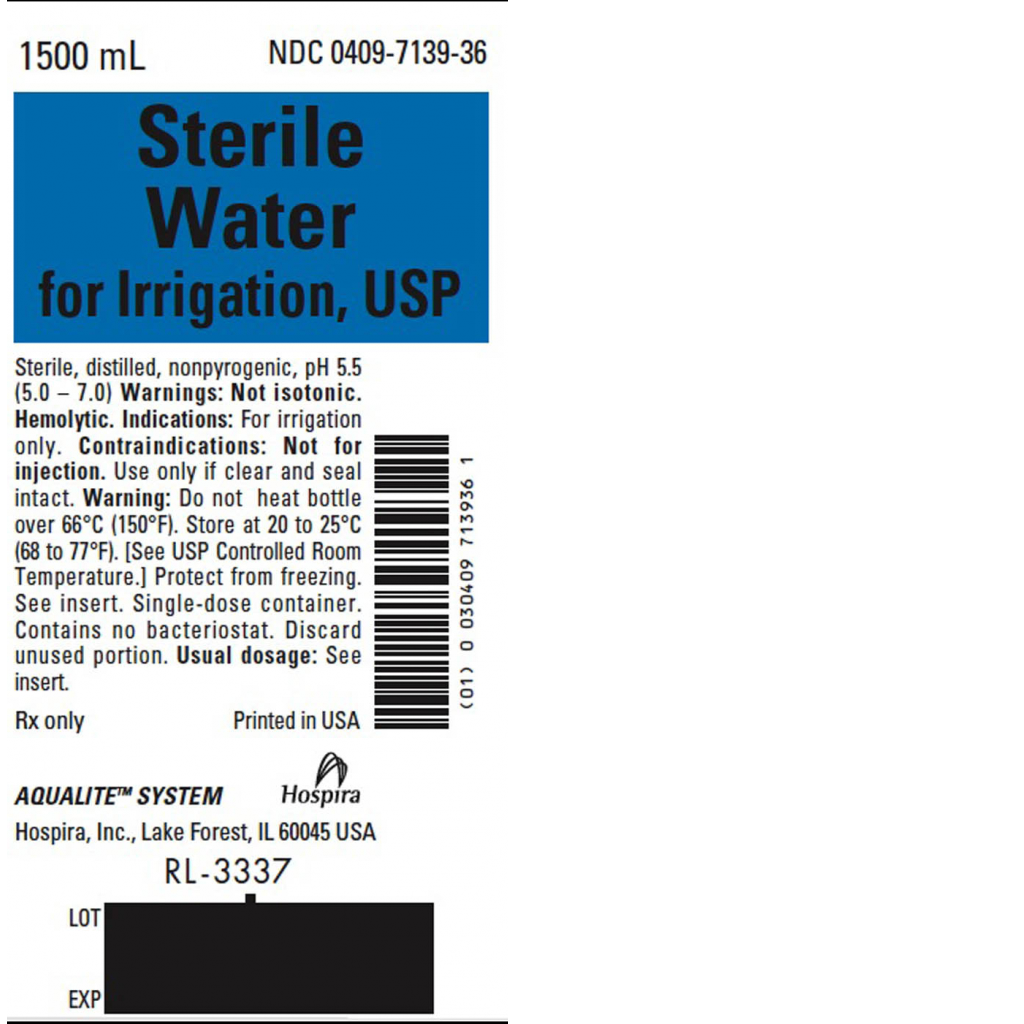 1500 mL NDC 0409-7139-36
Sterile
Water
for Irrigation, USP
Sterile, distilled, nonpyrogenic, pH 5.5
(5.0 – 7.0) Warnings: Not isotonic.
Hemolytic. Indications: For irrigation
only. Contraindications: Not for
injection. Use only if clear and seal
intact. Warning: Do not heat bottle
over 66°C (150°F). Store at 20 to 25°C
(68 to 77°F). [See USP Controlled Room
Temperature.] Protect from freezing.
See insert. Single-dose container.
Contains no bacteriostat. Discard
unused portion. Usual dosage: See
insert.
Rx only Printed in USA
(01) 0 030409 713936 1
AQUALITE™ SYSTEM Hospira
Hospira, Inc., Lake Forest, IL 60045 USA
RL-3337
LOT
EXP